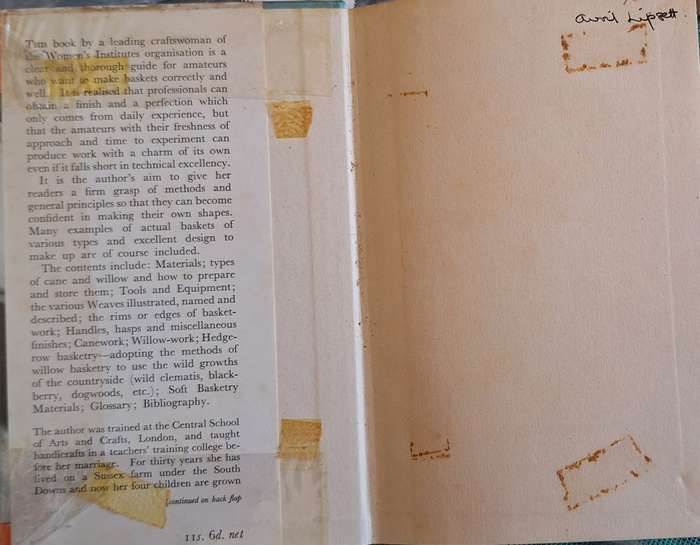 THIS book by a leading craftswoman of
the Women's Institutes organisation is a
clear and thorough guide for amateurs
who want to make baskets correctly and
well. It is realised that professionals can
obtain a finish and a perfection which
only comes from daily experience, but
that the amateurs with their freshness of
approach and time to experiment can
produce work with a charm of its own
even if it falls short in technical excellency.
It is the author's aim to give her
readers a firm grasp of methods and
general principles so that they can become
confident in making their own shapes.
Many examples of actual baskets of
various types and excellent design to
make up are of course included.
The contents include: Materials; types
of cane and willow and how to prepare
and store them; Tools and Equipment;
the various Weaves illustrated, named and
described; the rims or edges of basket-
work; Handles, hasps and miscellaneous
finishes; Canework; Willow-work; Hedge-
row basketry—adopting the methods of
willow basketry to use the wild growths
of the countryside (wild clematis, black-
berry, dogwoods, etc.); Soft Basketry
Materials; Glossary; Bibliography.
The author was trained at the Central School
of Arts and Crafts, London, and taught
handicrafts in a teachers' training college be-
fore her marriage. For thirty years she has
lived on a Sussex farm under the South
Downs and now her four children are grown
[continued on back flap
11s. 6d. net
Avril Lipsett.